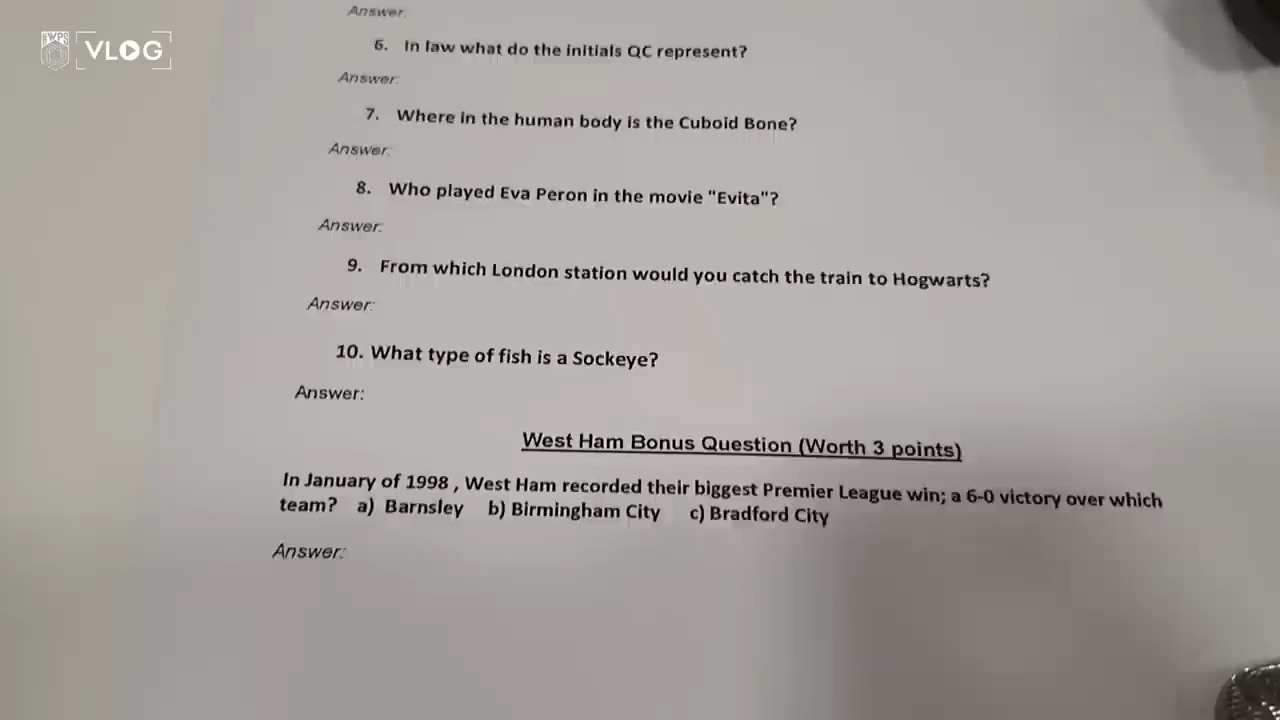 HWPS
VLOG
Answer:
6. In law what do the initials QC represent?
Answer:
7. Where in the human body is the Cuboid Bone?
Answer:
8. Who played Eva Peron in the movie "Evita"?
Answer:
9. From which London station would you catch the train to Hogwarts?
Answer:
10. What type of fish is a Sockeye?
Answer:
West Ham Bonus Question (Worth 3 points)
In January of 1998 , West Ham recorded their biggest Premier League win; a 6-0 victory over which
team? a) Barnsley b) Birmingham City c) Bradford City
Answer: